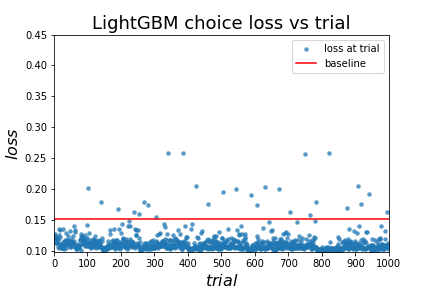 LightGBM choice loss vs trial
0.45
loss at trial
baseline
0.40
0.35
0.30
loss
0.25
0.20
0.15
0.10
0 100 200 300 400 500 600 700 800 900 1000
trial